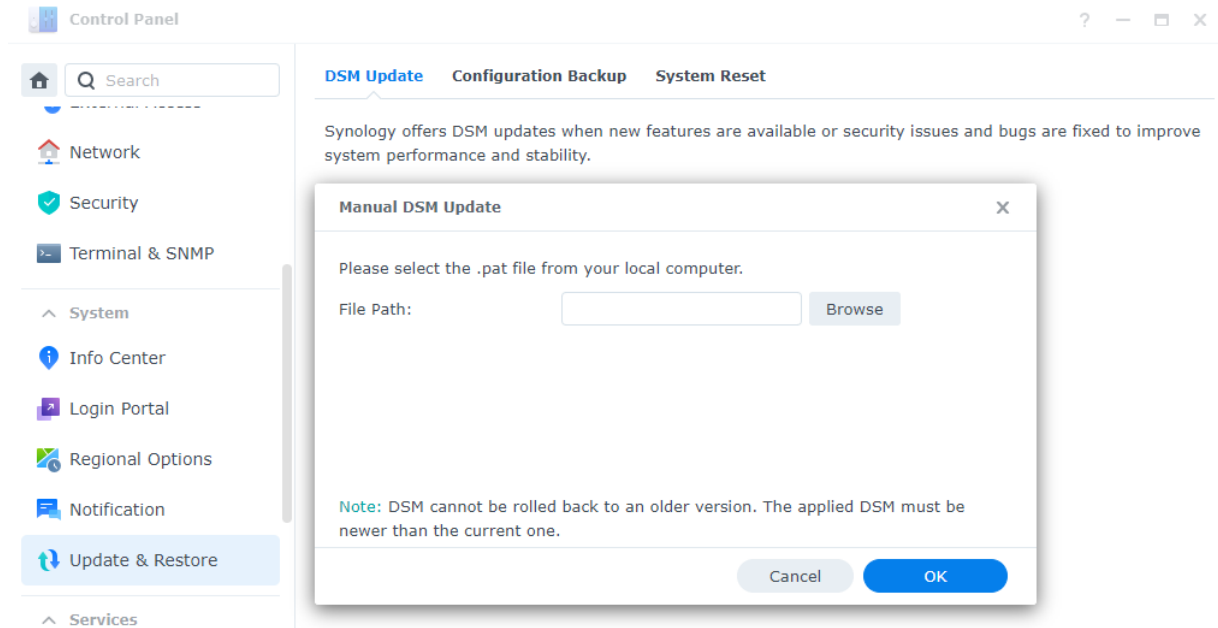 Control Panel
Search
DSM Update Configuration Backup System Reset
Synology offers DSM updates when new features are available or security issues and bugs are fixed to improve
system performance and stability.
Network
Security
Terminal & SNMP
System
Info Center
Login Portal
Regional Options
Notification
Update & Restore
Services
Manual DSM Update
Please select the .pat file from your local computer.
File Path:
Browse
Note: DSM cannot be rolled back to an older version. The applied DSM must be
newer than the current one.
Cancel
OK